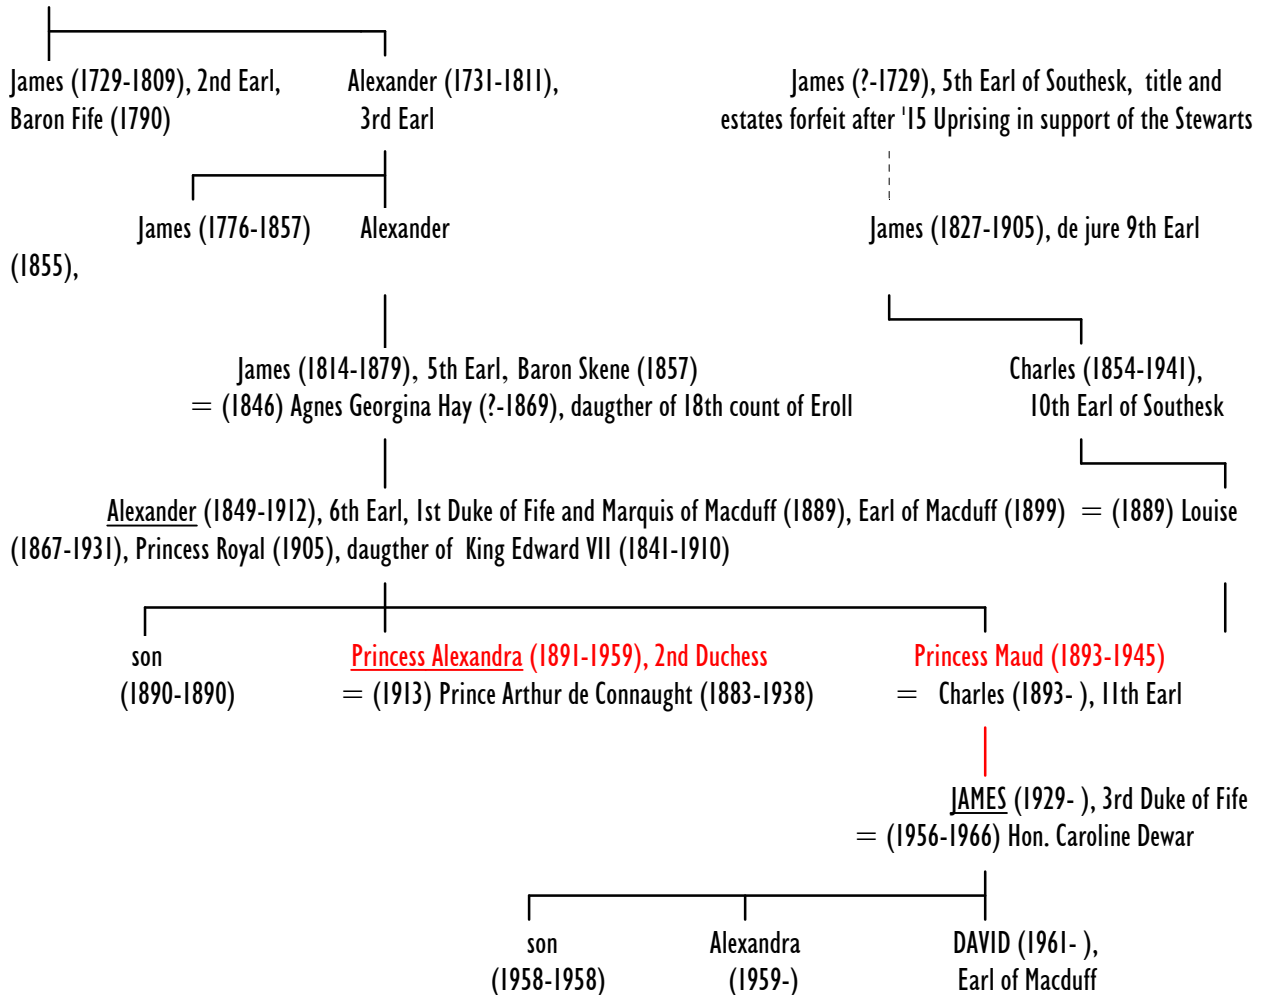 James (1729-1809), 2nd Earl,
Baron Fife (1790)
Alexander (1731-1811),
3rd Earl
James (?-1729), 5th Earl of Southesk, title and
estates forfeit after '15 Uprising in support of the Stewarts
James (1776-1857)
Alexander
James (1827-1905), de jure 9th Earl
(1855),
James (1814-1879), 5th Earl, Baron Skene (1857)
= (1846) Agnes Georgina Hay (?-1869), daugther of 18th count of Eroll
Charles (1854-1941),
10th Earl of Southesk
Alexander (1849-1912), 6th Earl, 1st Duke of Fife and Marquis of Macduff (1889), Earl of Macduff (1899) = (1889) Louise
(1867-1931), Princess Royal (1905), daugther of King Edward VII (1841-1910)
son
(1890-1890)
Princess Alexandra (1891-1959), 2nd Duchess
= (1913) Prince Arthur de Connaught (1883-1938)
Princess Maud (1893-1945)
= Charles (1893- ), 11th Earl
JAMES (1929- ), 3rd Duke of Fife
= (1956-1966) Hon. Caroline Dewar
son
(1958-1958)
Alexandra
(1959-)
DAVID (1961- ),
Earl of Macduff